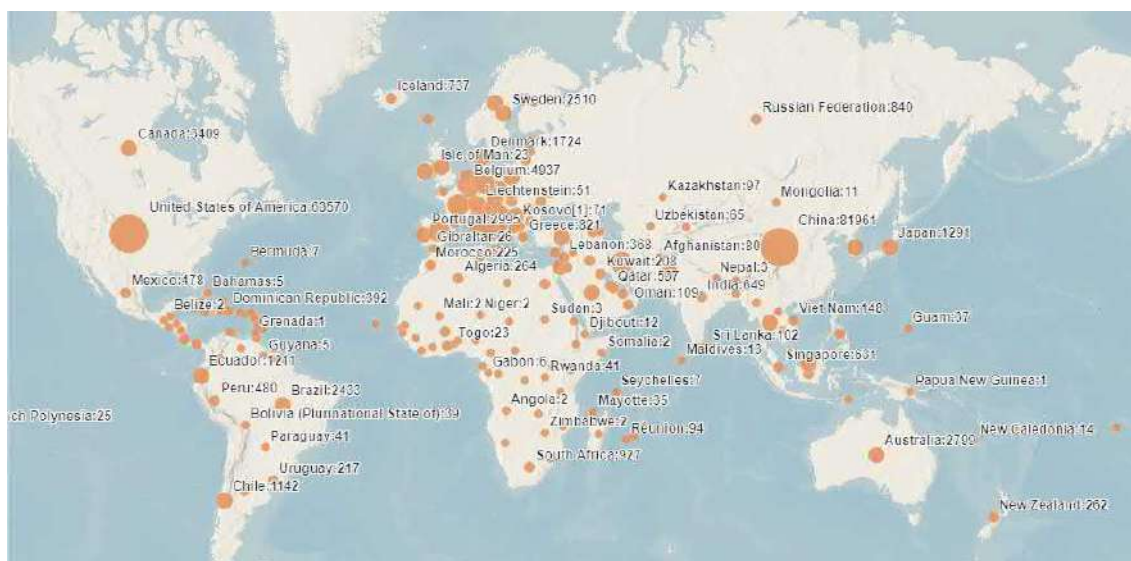 Iceland:737
Sweden:2510
Russian Federation:840
Canada:3409
Denmark:1724
Isle of Man:23
Belgium:4937
Kazakhstan:97
Mongolia:11
Liechtenstein:51
United States of America:63570
Kosovo[1]:71
Uzbekistan:65
China:81961
Portugal:2995
Greece:821
Japan:1291
Gibraltar:26
Lebanon:368
Afghanistan:80
Bermuda:7
Morocco:225
Kuwait:208
Nepal:3
Algeria:264
Qatar:537
India:649
Mexico:478
Bahamas:5
Oman:109
Belize:2
Dominican Republic:392
Mali:2
Niger:2
Sudan:3
Viet Nam:148
Guam:37
Grenada:1
Togo:23
Djibouti:12
Sri Lanka:102
Guyana:5
Somalia:2
Maldives:13
Ecuador:1211
Gabon:6
Rwanda:41
Singapore:631
Peru:480
Brazil:2433
Seychelles:7
Papua New Guinea:1
Angola:2
Mayotte:35
ch Polynesia:25
Bolivia (Plurinational State of):39
Zimbabwe:2
Réunion:94
New Caledonia:14
Paraguay:41
Australia:2799
South Africa:927
Uruguay:217
Chile:1142
New Zealand:262